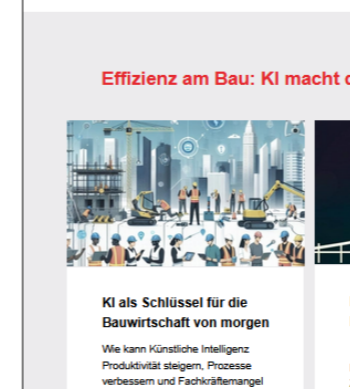 Effizienz am Bau: KI macht
KI als Schlüssel für die
Bauwirtschaft von morgen
Wie kann Künstliche Intelligenz
Produktivität steigern, Prozesse
verbessern und Fachkräftemangel